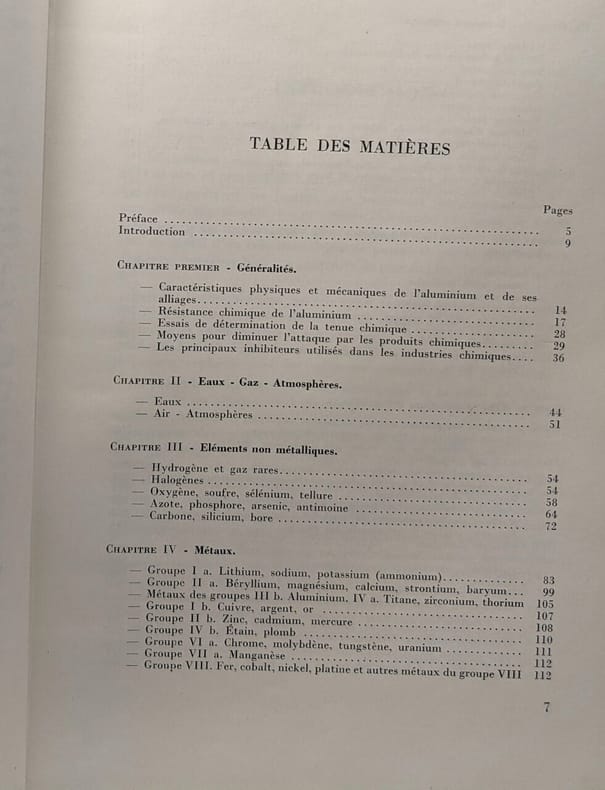 TABLE DES MATIÈRES
Pages
Préface ........ 5
Introduction ........ 9
CHAPITRE PREMIER - Généralités.
— Caractéristiques physiques et mécaniques de l'aluminium et de ses
alliages ........ 14
— Résistance chimique de l'aluminium ........ 17
— Essais de détermination de la tenue chimique ........ 28
— Moyens pour diminuer l'attaque par les produits chimiques ........ 29
— Les principaux inhibiteurs utilisés dans les industries chimiques .... 36
CHAPITRE II - Eaux - Gaz - Atmosphères.
— Eaux ........ 44
— Air - Atmosphères ........ 51
CHAPITRE III - Eléments non métalliques.
— Hydrogène et gaz rares ........ 54
— Halogènes ........ 54
— Oxygène, soufre, sélénium, tellure ........ 58
— Azote, phosphore, arsenic, antimoine ........ 64
— Carbone, silicium, bore ........ 72
CHAPITRE IV - Métaux.
— Groupe I a. Lithium, sodium, potassium (ammonium) ........ 83
— Groupe II a. Béryllium, magnésium, calcium, strontium, baryum ... 99
— Métaux des groupes III b. Aluminium. IV a. Titane, zirconium, thorium 105
— Groupe I b. Cuivre, argent, or ........ 107
— Groupe II b. Zinc, cadmium, mercure ........ 108
— Groupe IV b. Étain, plomb ........ 110
— Groupe VI a. Chrome, molybdène, tungstène, uranium ........ 111
— Groupe VII a. Manganèse ........ 112
— Groupe VIII. Fer, cobalt, nickel, platine et autres métaux du groupe VIII 112
7